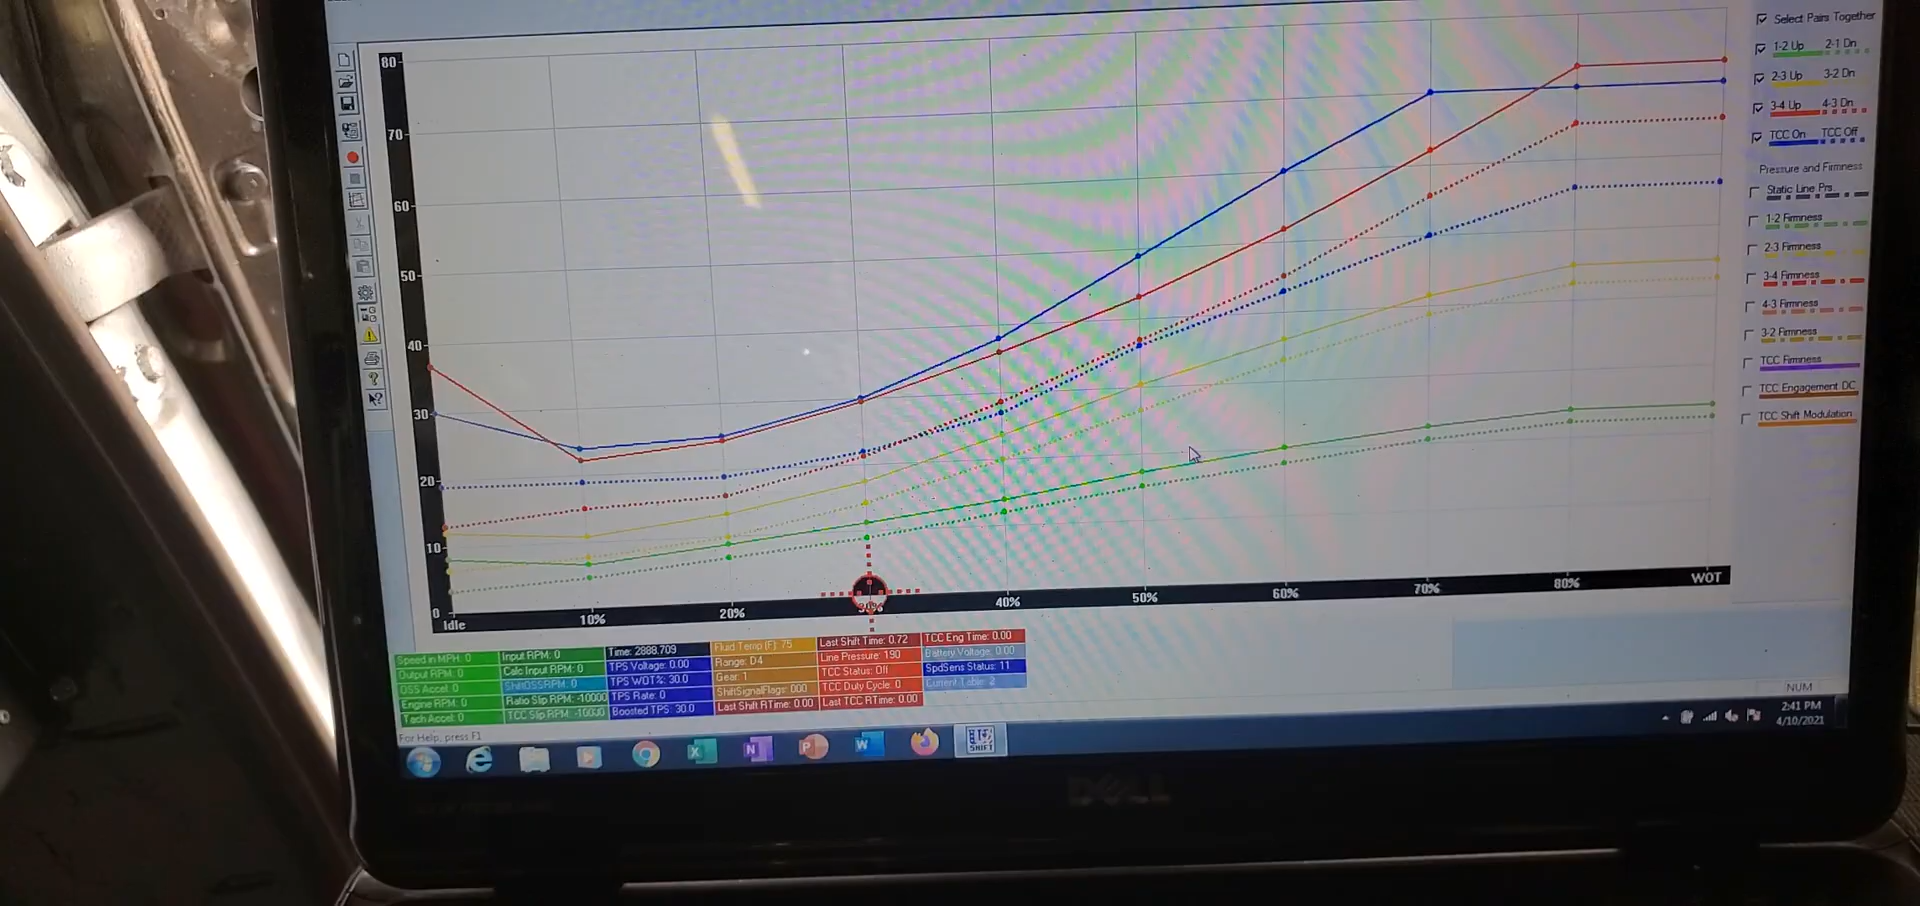 Select Pairs Together
1-2 Up 2-1 Dn
2-3 Up 3-2 Dn
3-4 Up 4-3 Dn
TCC On TCC Off
Pressure and Firmness
Static Line Prs.
1-2 Firmness
2-3 Firmness
3-4 Firmness
4-3 Firmness
3-2 Firmness
TCC Firmness
TCC Engagement DC
TCC Shift Modulation
80
70
60
50
40
30
20
10
0
Idle 10% 20% 30% 40% 50% 60% 70% 80% WOT
Speed in MPH: 0
Output RPM: 0
OSS Accel: 0
Engine RPM: 0
Tach Accel: 0
Input RPM: 0
Calc Input RPM: 0
ShiftOSSRPM: 0
Ratio Slip RPM: -10000
TCC Slip RPM: -10000
Time: 2888.709
TPS Voltage: 0.00
TPS WOT%: 30.0
TPS Rate: 0
Boosted TPS: 30.0
Fluid Temp (F): 75
Range: D4
Gear: 1
ShiftSignalFlags: 000
Last Shift RTime: 0.00
Last Shift Time: 0.72
Line Pressure: 190
TCC Status: Off
TCC Duty Cycle: 0
Last TCC RTime: 0.00
TCC Eng Time: 0.00
Battery Voltage: 0.00
SpdSens Status: 11
Current Table: 2
For Help, press F1
NUM
SHIFT
2:41 PM
4/10/2021
DELL